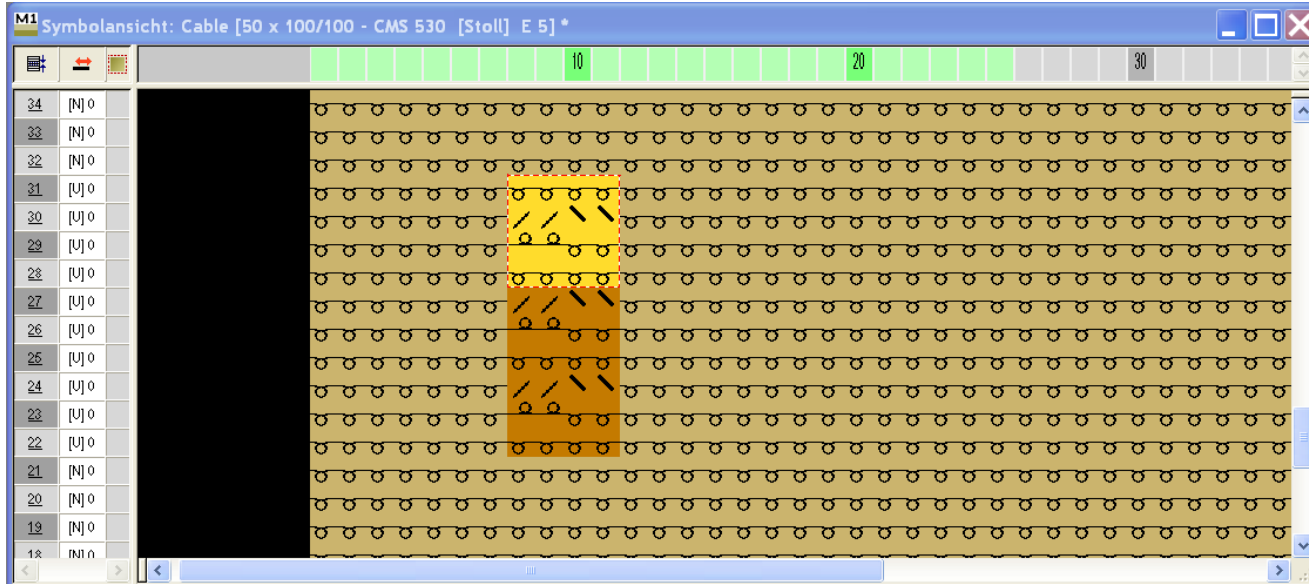 M1 Symbolansicht: Cable [50 x 100/100 - CMS 530 [Stoll] E 5] *
10 20 30
34 [N] 0
33 [N] 0
32 [N] 0
31 [U] 0
30 [U] 0
29 [U] 0
28 [U] 0
27 [U] 0
26 [U] 0
25 [U] 0
24 [U] 0
23 [U] 0
22 [U] 0
21 [N] 0
20 [N] 0
19 [N] 0
18 [N] 0